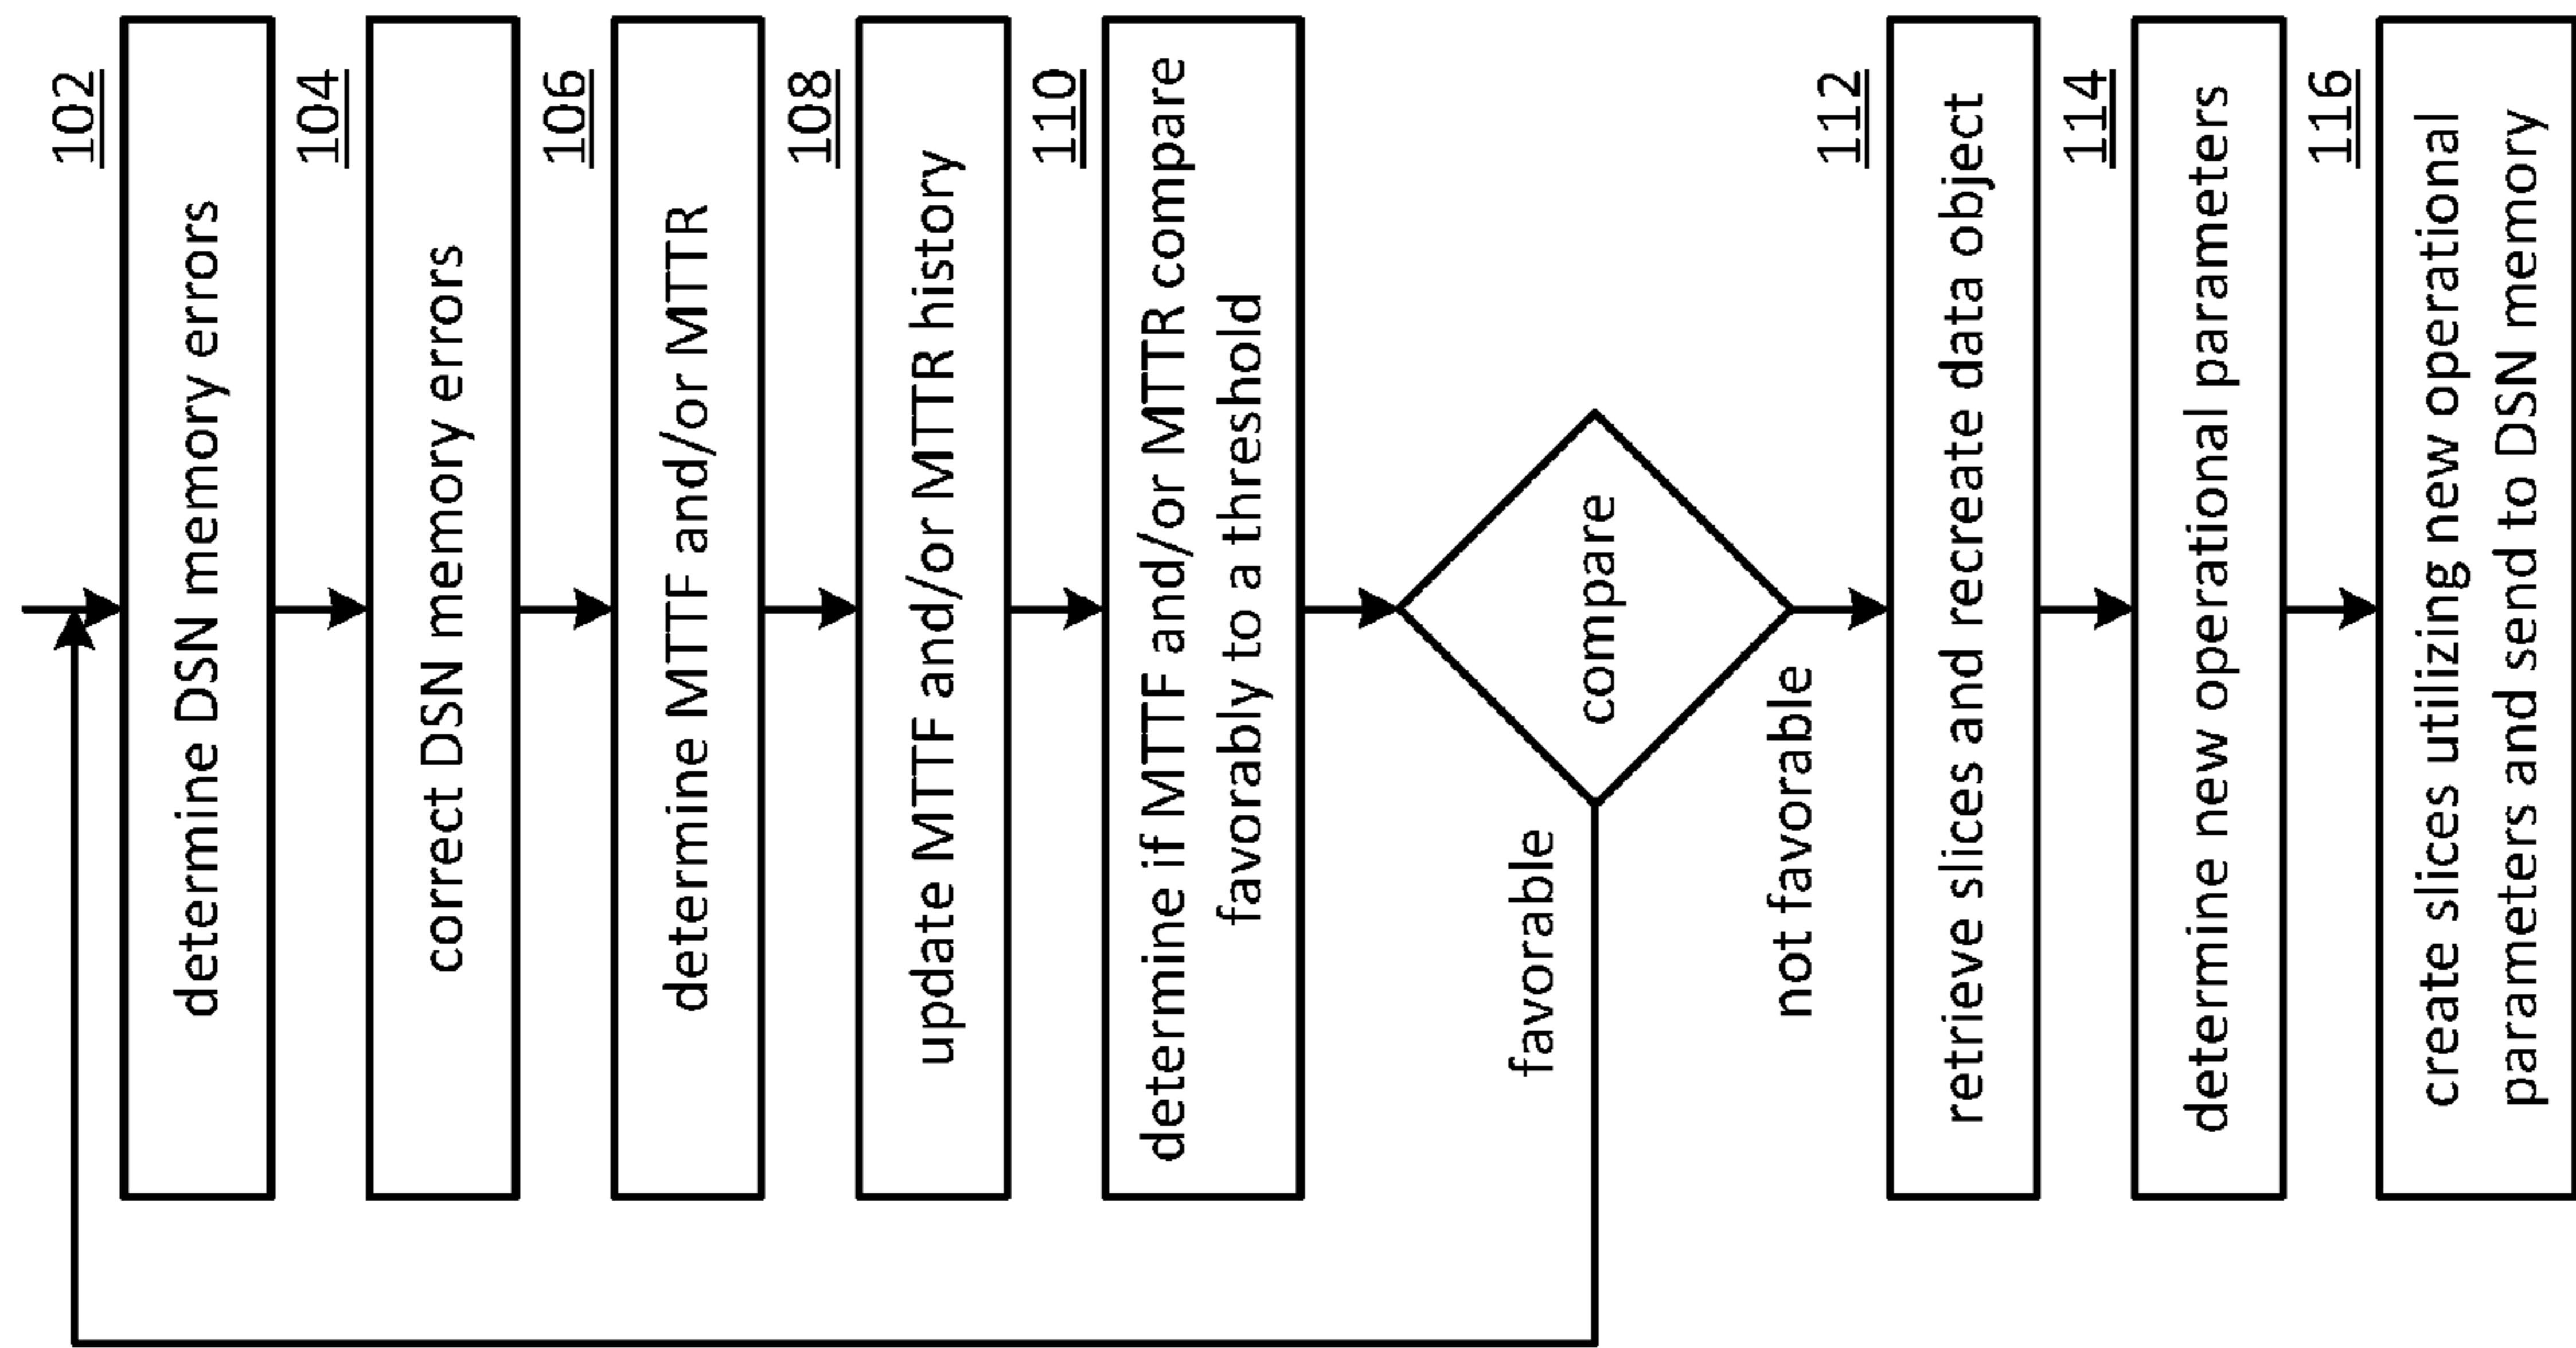 102
determine DSN memory errors
104
correct DSN memory errors
106
determine MTTF and/or MTTR
108
update MTTF and/or MTTR history
110
determine if MTTF and/or MTTR compare
favorably to a threshold
compare
favorable
not favorable
112
retrieve slices and recreate data object
114
determine new operational parameters
116
create slices utilizing new operational
parameters and send to DSN memory